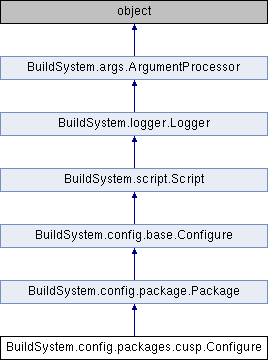 object
BuildSystem.args.ArgumentProcessor
BuildSystem.logger.Logger
BuildSystem.script.Script
BuildSystem.config.base.Configure
BuildSystem.config.package.Package
BuildSystem.config.packages.cusp.Configure